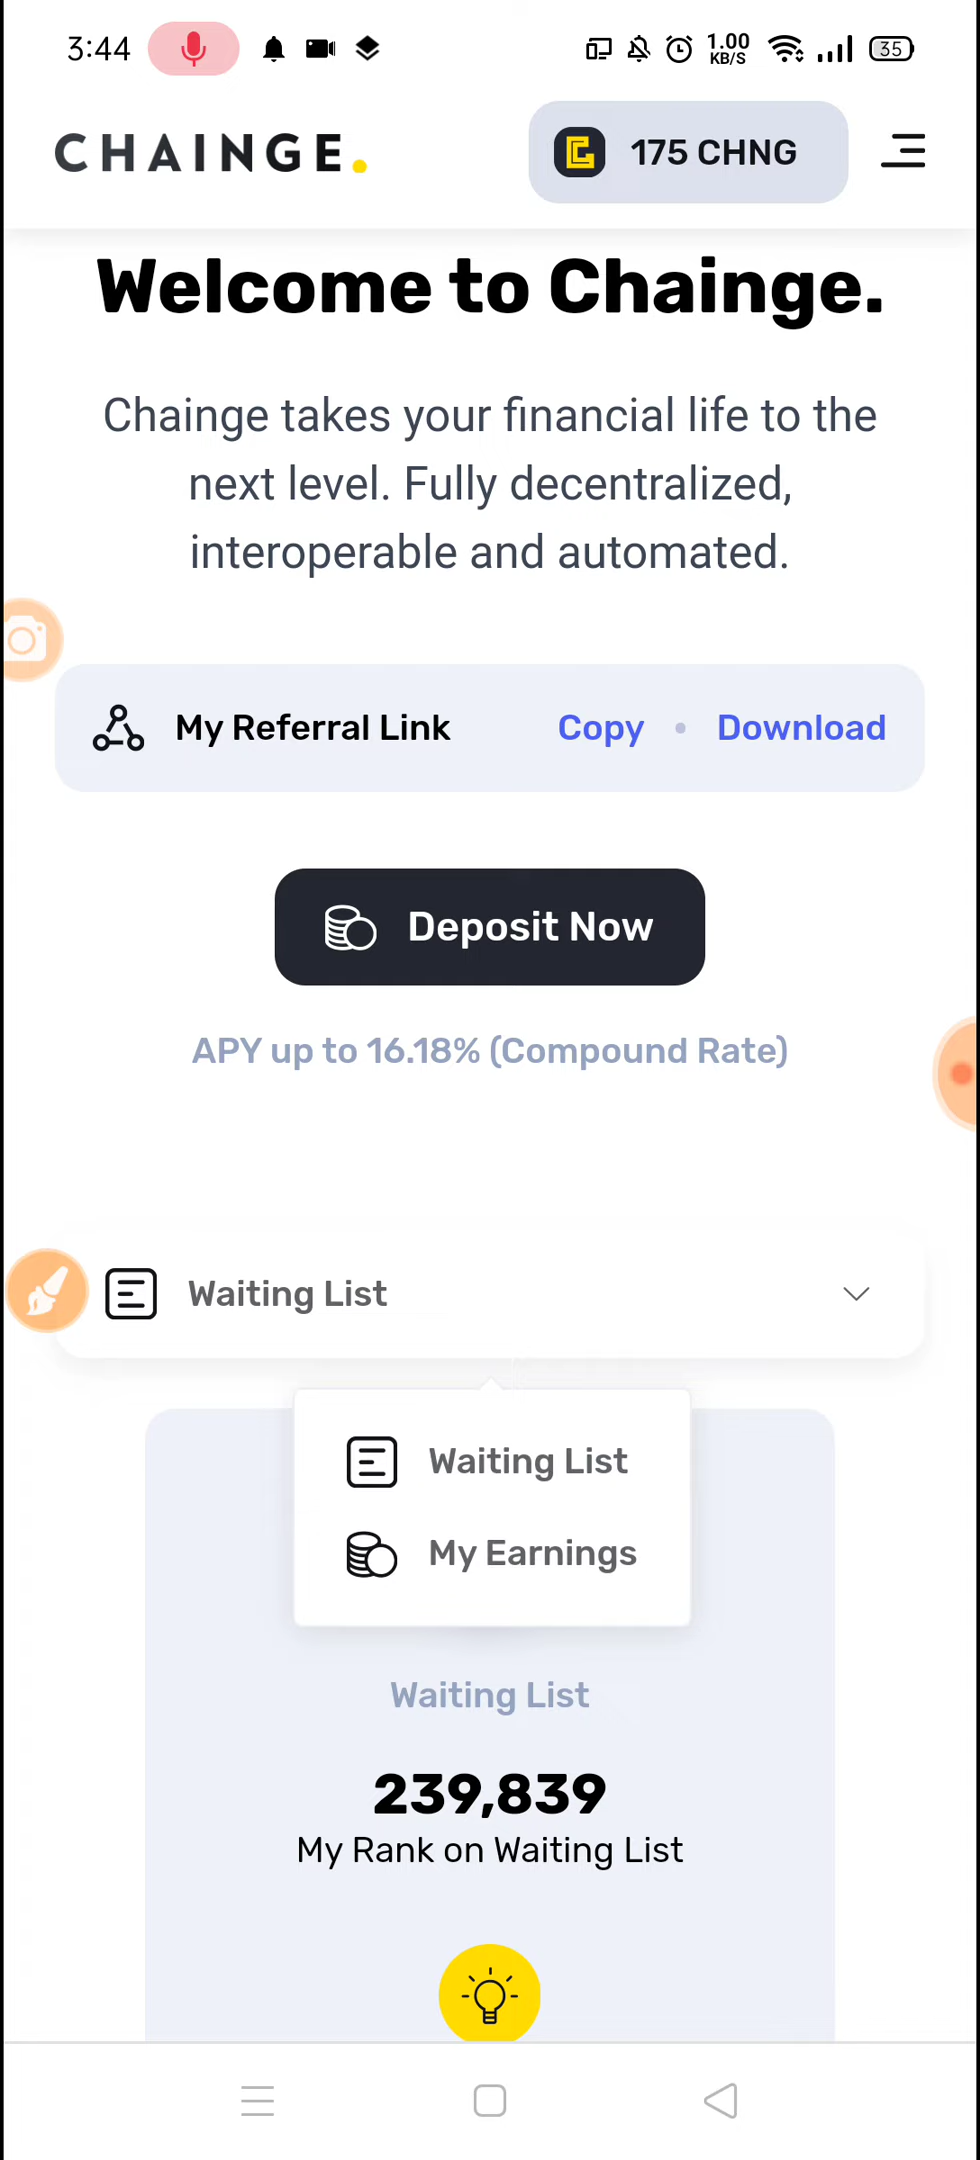 3:44
1.00
KB/S
35
CHAINGE.
175 CHNG
Welcome to Chainge.
Chainge takes your financial life to the
next level. Fully decentralized,
interoperable and automated.
My Referral Link
Copy • Download
Deposit Now
APY up to 16.18% (Compound Rate)
Waiting List
Waiting List
My Earnings
Waiting List
239,839
My Rank on Waiting List